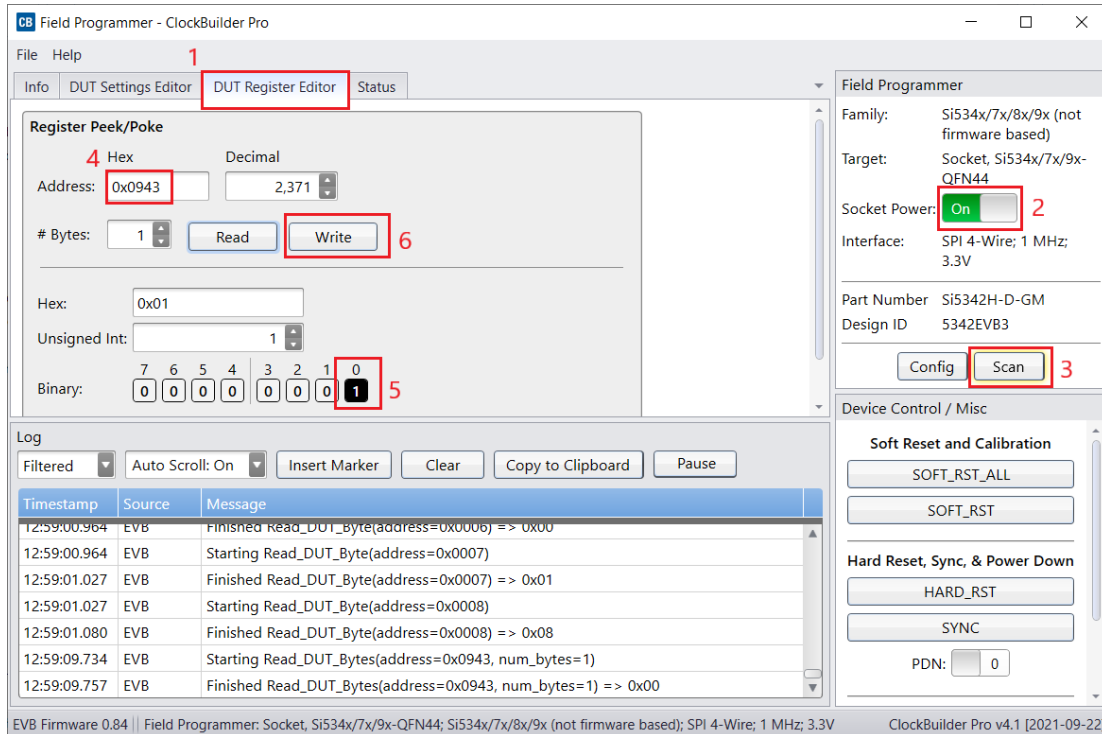 CB Field Programmer - ClockBuilder Pro
File Help
1
Info DUT Settings Editor DUT Register Editor Status
Register Peek/Poke
4 Hex Decimal
Address: 0x0943 2,371
# Bytes: 1 Read Write 6
Hex: 0x01
Unsigned Int: 1
7 6 5 4 3 2 1 0
Binary: 0 0 0 0 0 0 0 1 5
Field Programmer
Family: Si534x/7x/8x/9x (not
firmware based)
Target: Socket, Si534x/7x/9x-
QFN44
Socket Power: On 2
Interface: SPI 4-Wire; 1 MHz;
3.3V
Part Number Si5342H-D-GM
Design ID 5342EVB3
Config Scan 3
Device Control / Misc
Soft Reset and Calibration
SOFT_RST_ALL
SOFT_RST
Hard Reset, Sync, & Power Down
HARD_RST
SYNC
PDN: 0
Log
Filtered Auto Scroll: On Insert Marker Clear Copy to Clipboard Pause
Timestamp Source Message
12:59:00.964 EVB Finished Read_DUT_Byte(address=0x0006) => 0x00
12:59:00.964 EVB Starting Read_DUT_Byte(address=0x0007)
12:59:01.027 EVB Finished Read_DUT_Byte(address=0x0007) => 0x01
12:59:01.027 EVB Starting Read_DUT_Byte(address=0x0008)
12:59:01.080 EVB Finished Read_DUT_Byte(address=0x0008) => 0x08
12:59:09.734 EVB Starting Read_DUT_Bytes(address=0x0943, num_bytes=1)
12:59:09.757 EVB Finished Read_DUT_Bytes(address=0x0943, num_bytes=1) => 0x00
EVB Firmware 0.84 Field Programmer: Socket, Si534x/7x/9x-QFN44; Si534x/7x/8x/9x (not firmware based); SPI 4-Wire; 1 MHz; 3.3V ClockBuilder Pro v4.1 [2021-09-22